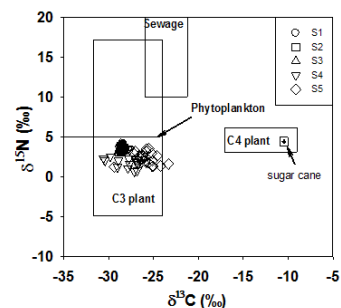 20
15
10
5
0
-5
-10
δ15N (‰)
Sewage
S1
S2
S3
S4
S5
Phytoplankton
C4 plant
sugar cane
C3 plant
-35 -30 -25 -20 -15 -10 -5
δ13C (‰)